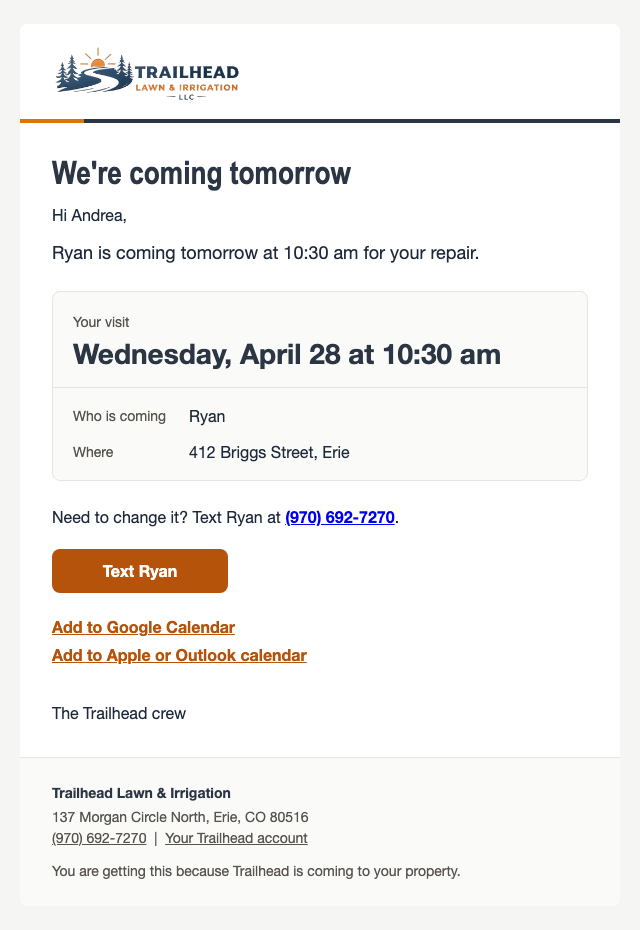 TRAILHEAD
LAWN & IRRIGATION
LLC
We're coming tomorrow
Hi Andrea,
Ryan is coming tomorrow at 10:30 am for your repair.
Your visit
Wednesday, April 28 at 10:30 am
Who is coming Ryan
Where 412 Briggs Street, Erie
Need to change it? Text Ryan at (970) 692-7270.
Text Ryan
Add to Google Calendar
Add to Apple or Outlook calendar
The Trailhead crew
Trailhead Lawn & Irrigation
137 Morgan Circle North, Erie, CO 80516
(970) 692-7270 | Your Trailhead account
You are getting this because Trailhead is coming to your property.